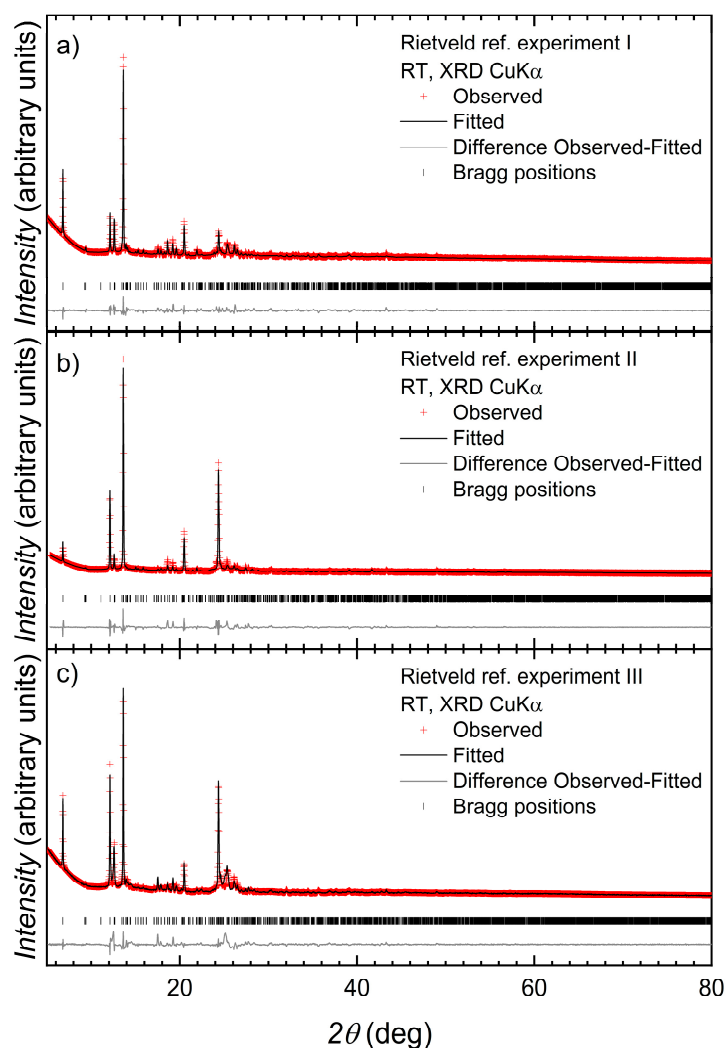 a)
Rietveld ref. experiment I
RT, XRD CuKα
Observed
Fitted
Difference Observed-Fitted
Bragg positions
Intensity (arbitrary units)
b)
Rietveld ref. experiment II
RT, XRD CuKα
Observed
Fitted
Difference Observed-Fitted
Bragg positions
Intensity (arbitrary units)
c)
Rietveld ref. experiment III
RT, XRD CuKα
Observed
Fitted
Difference Observed-Fitted
Bragg positions
Intensity (arbitrary units)
20 40 60 80
2θ (deg)